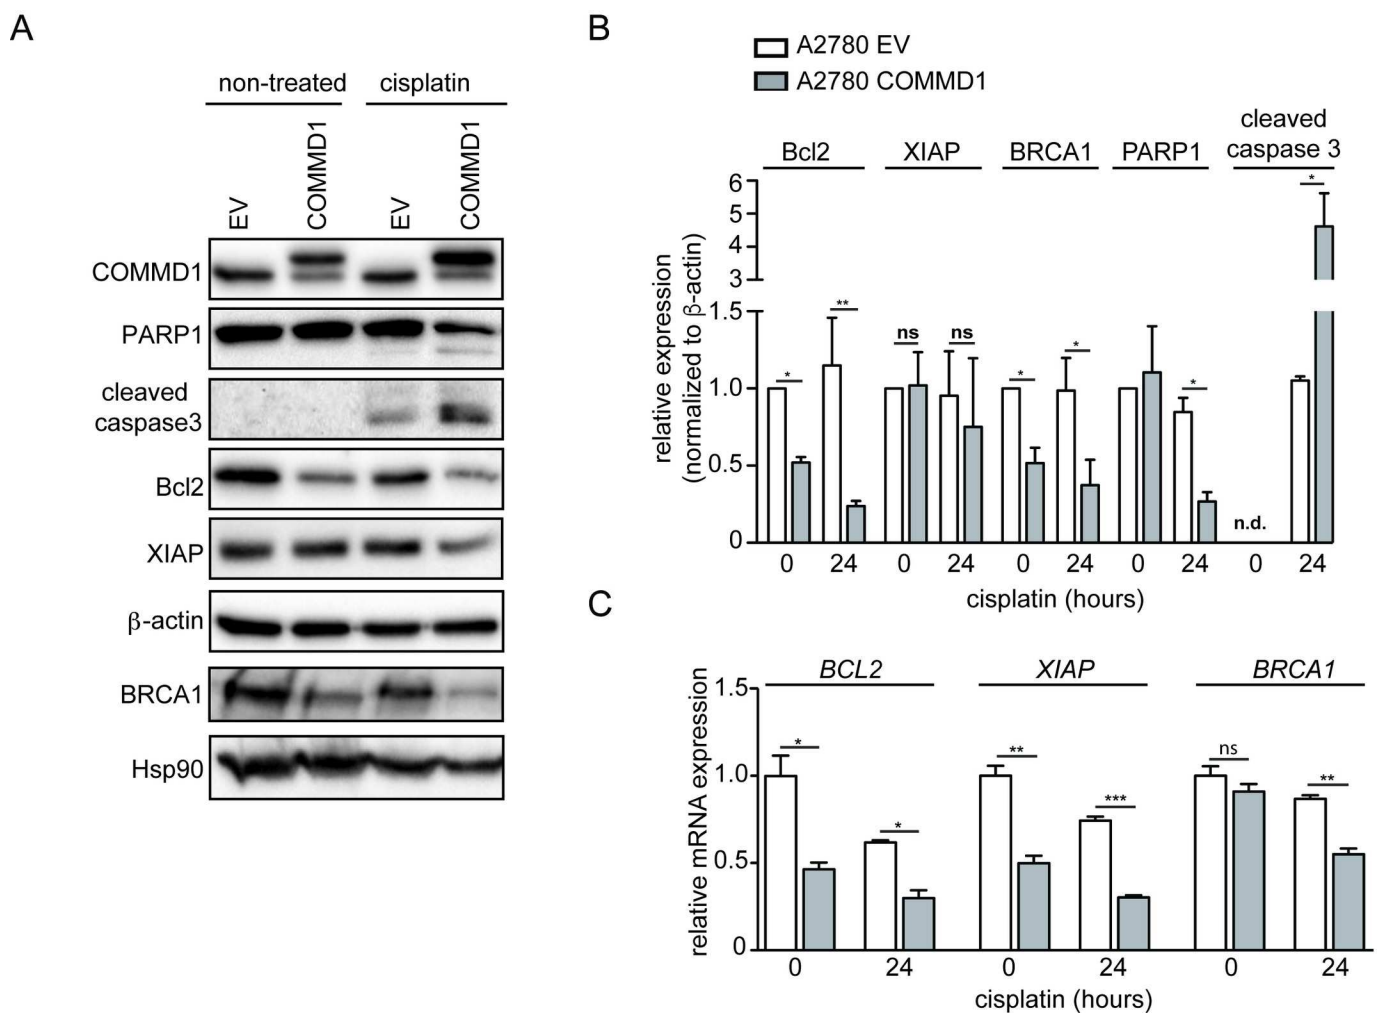 A
non-treated
cisplatin
EV
COMMD1
EV
COMMD1
COMMD1
PARP1
cleaved
caspase3
Bcl2
XIAP
β-actin
BRCA1
Hsp90
B
A2780 EV
A2780 COMMD1
Bcl2
XIAP
BRCA1
PARP1
cleaved
caspase 3
relative expression
(normalized to β-actin)
6
5
4
3
1.5
1.0
0.5
0
*
**
ns
ns
*
*
*
n.d.
*
0
24
0
24
0
24
0
24
0
24
cisplatin (hours)
C
BCL2
XIAP
BRCA1
relative mRNA expression
1.5
1.0
0.5
0
*
*
**
***
ns
**
0
24
0
24
0
24
cisplatin (hours)